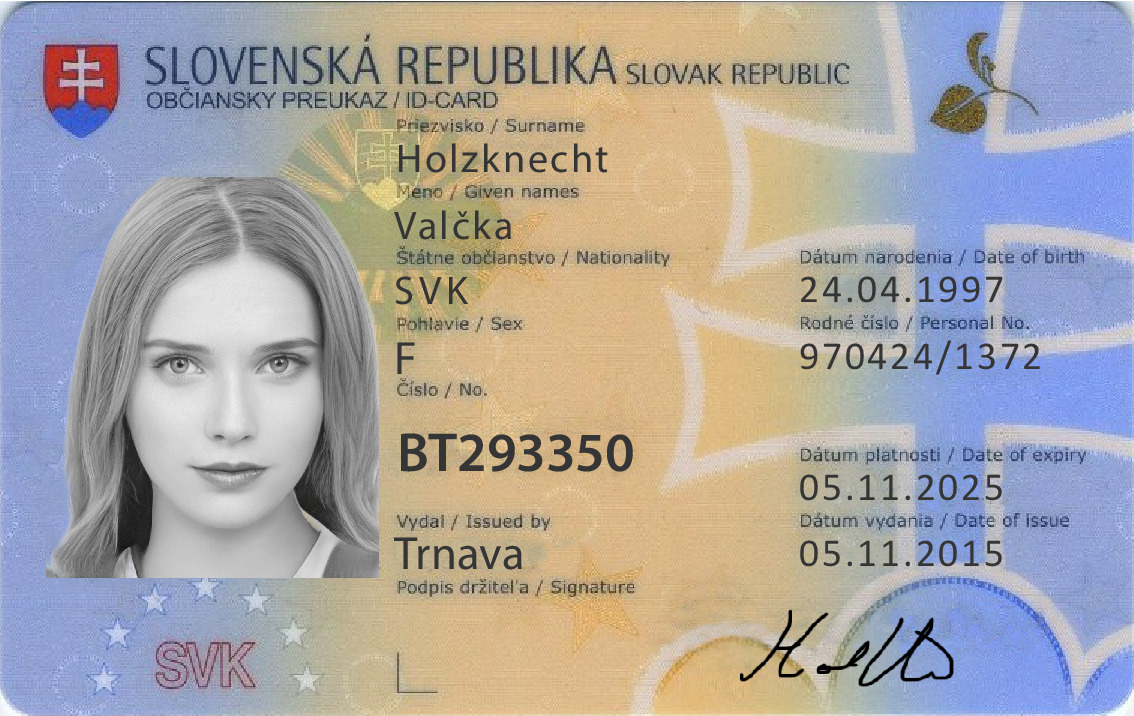 SLOVENSKÁ REPUBLIKA SLOVAK REPUBLIC
OBČIANSKY PREUKAZ / ID-CARD
Priezvisko / Surname
Holzknecht
Meno / Given names
Valčka
Štátne občianstvo / Nationality
SVK
Pohlavie / Sex
F
Číslo / No.
BT293350
Vydal / Issued by
Trnava
Podpis držiteľa / Signature
Dátum narodenia / Date of birth
24.04.1997
Rodné číslo / Personal No.
970424/1372
Dátum platnosti / Date of expiry
05.11.2025
Dátum vydania / Date of issue
05.11.2015
SVK